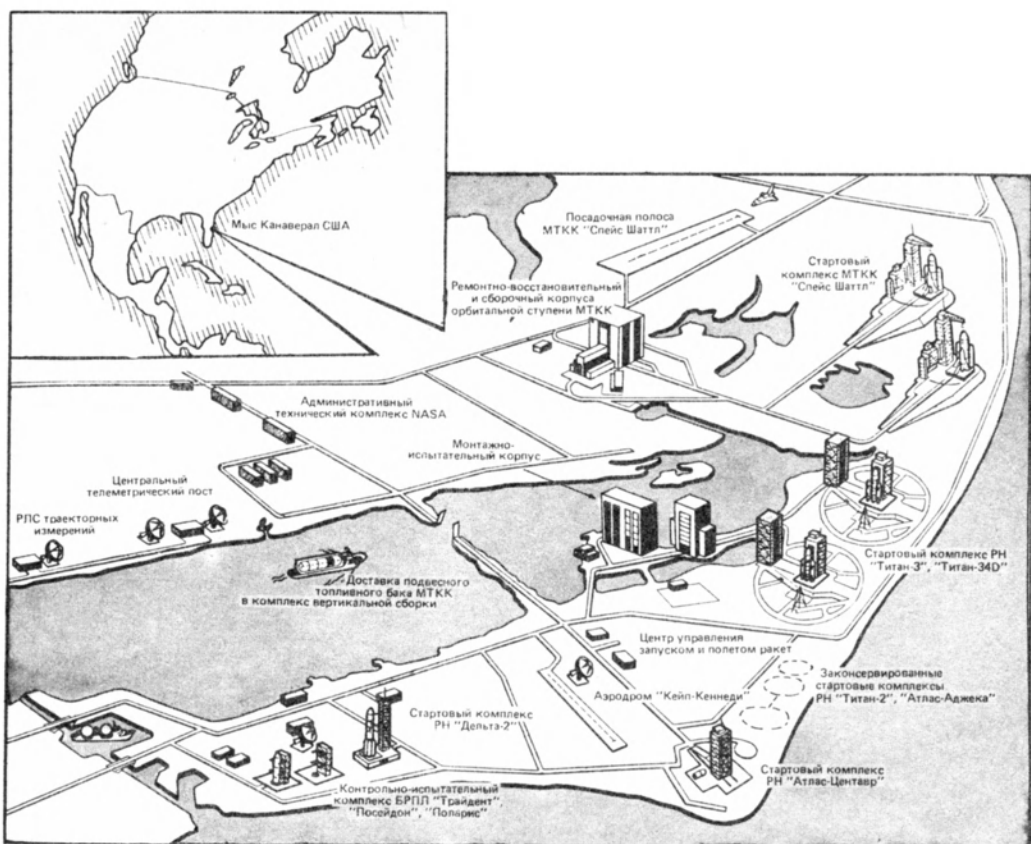 Мыс Канаверал США
Посадочная полоса
МТКК "Спейс Шаттл"
Стартовый
комплекс МТКК
"Спейс Шаттл"
Ремонтно-восстановительный
и сборочный корпуса
орбитальной ступени МТКК
Административный
технический комплекс NASA
Монтажно-
испытательный корпус
Центральный
телеметрический пост
РЛС траекторных
измерений
Стартовый комплекс РН
"Титан-3", "Титан-34D"
Доставка подвесного
топливного бака МТКК
в комплекс вертикальной сборки
Центр управления
запуском и полетом ракет
Законсервированные
стартовые комплексы
РН "Титан-2", "Атлас-Аджека"
Аэродром "Кейп-Кеннеди"
Стартовый комплекс
РН "Дельта-2"
Стартовый комплекс
РН "Атлас-Центавр"
Контрольно-испытательный
комплекс БРПЛ "Трайдент",
"Посейдон", "Поларис"